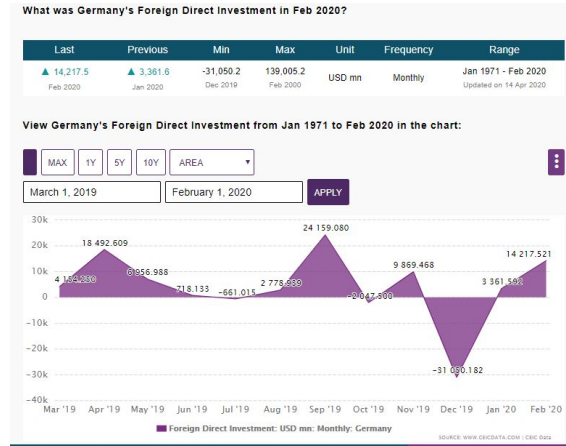 What was Germany's Foreign Direct Investment in Feb 2020?
Last Previous Min Max Unit Frequency Range
▲ 14,217.5 ▲ 3,361.6 -31,050.2 139,005.2 USD mn Monthly Jan 1971 - Feb 2020
Feb 2020 Jan 2020 Dec 2019 Feb 2000 Updated on 14 Apr 2020
View Germany's Foreign Direct Investment from Jan 1971 to Feb 2020 in the chart:
MAX 1Y 5Y 10Y AREA
March 1, 2019 February 1, 2020 APPLY
30k
24 159.080
20k
18 492.609
14 217.521
10k
9 869.468
6 956.988
3 361.592
2 778.939
718.133
-661.015
-2 047.500
0
-10k
-20k
-31 050.182
-30k
-40k
Mar '19 Apr '19 May '19 Jun '19 Jul '19 Aug '19 Sep '19 Oct '19 Nov '19 Dec '19 Jan '20 Feb '20
Foreign Direct Investment: USD mn: Monthly: Germany
SOURCE: WWW.CEICDATA.COM | CEIC Data